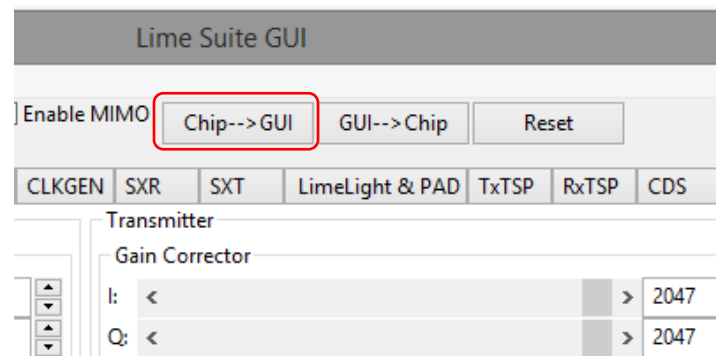 Lime Suite GUI
Enable MIMO Chip-->GUI GUI-->Chip Reset
CLKGEN SXR SXT LimeLight & PAD TxTSP RxTSP CDS
Transmitter
Gain Corrector
I: < > 2047
Q: < > 2047